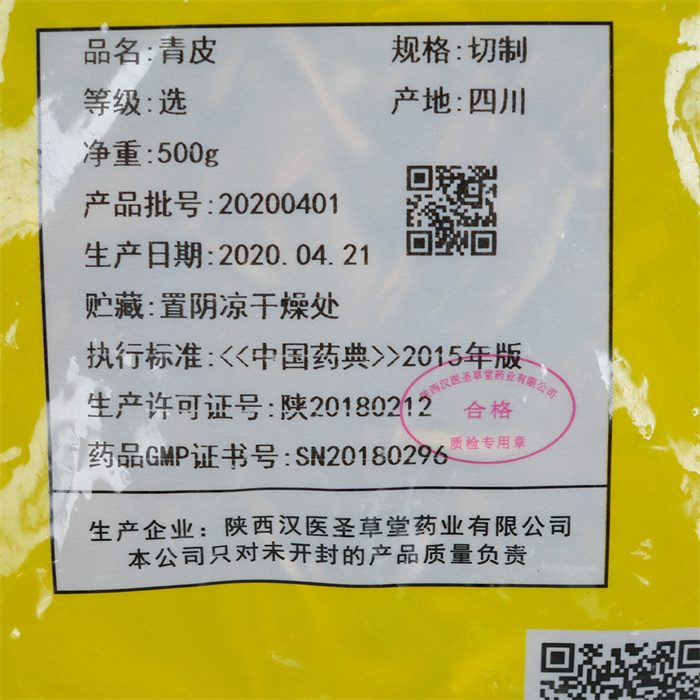 品名:青皮 规格:切制
等级:选 产地:四川
净重:500g
产品批号:20200401
生产日期:2020.04.21
贮藏:置阴凉干燥处
执行标准:<<中国药典>>2015年版
生产许可证号:陕20180212
药品GMP证书号:SN20180296
陕西汉医圣草堂药业有限公司
合格
质检专用章
生产企业：陕西汉医圣草堂药业有限公司
本公司只对未开封的产品质量负责